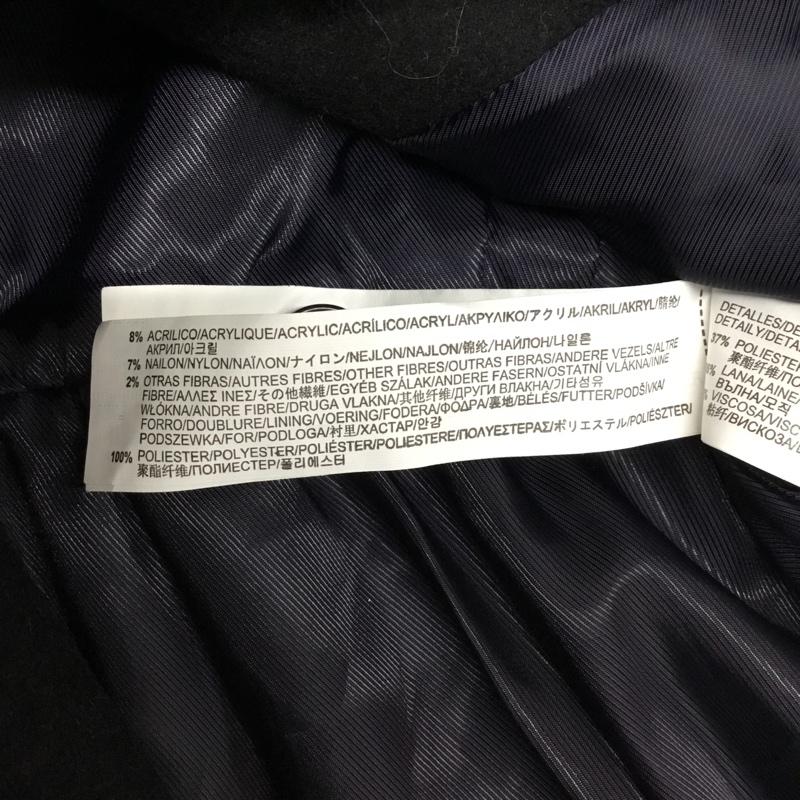 8% ACRILICO/ACRYLIQUE/ACRYLIC/ACRÍLICO/ACRYL/ΑΚΡΥΛΙΚΟ/アクリル/AKRIL/AKRYL/腈纶/
АКРИЛ/아크릴
7% NAILON/NYLON/ΝΑΪΛΟΝ/ナイロン/NEJLON/NAJLON/锦纶/НАЙЛОН/나일론
2% OTRAS FIBRAS/AUTRES FIBRES/OTHER FIBRES/OUTRAS FIBRAS/ANDERE VEZELS/ALTRE
FIBRE/ΑΛΛΕΣ ΙΝΕΣ/その他繊維/EGYÉB SZÁLAK/ANDERE FASERN/OSTATNÍ VLÁKNA/INNE
WŁÓKNA/ANDRE FIBRE/DRUGA VLAKNA/其他纤维/ДРУГИ ВЛАКНА/기타섬유
FORRO/DOUBLURE/LINING/VOERING/FODERA/ΦΟΔΡΑ/裏地/BÉLÉS/FUTTER/PODŠÍVKA/
PODSZEWKA/FOR/PODLOGA/衬里/ХАСТАР/안감
100% POLIESTER/POLYESTER/POLIÉSTER/POLIESTERE/ΠΟΛΥΕΣΤΕΡΑΣ/ポリエステル/POLIÉSZTER/
聚酯纤维/ПОЛИЕСТЕР/폴리에스터
DETALLES/DE
DETAILY/DETA
37% POLIESTE
聚酯纤维/ПО
LANA/LAINE
ВЪЛНА/모직
VISCOSA/VISC
粘纤/ВИСКОЗА/